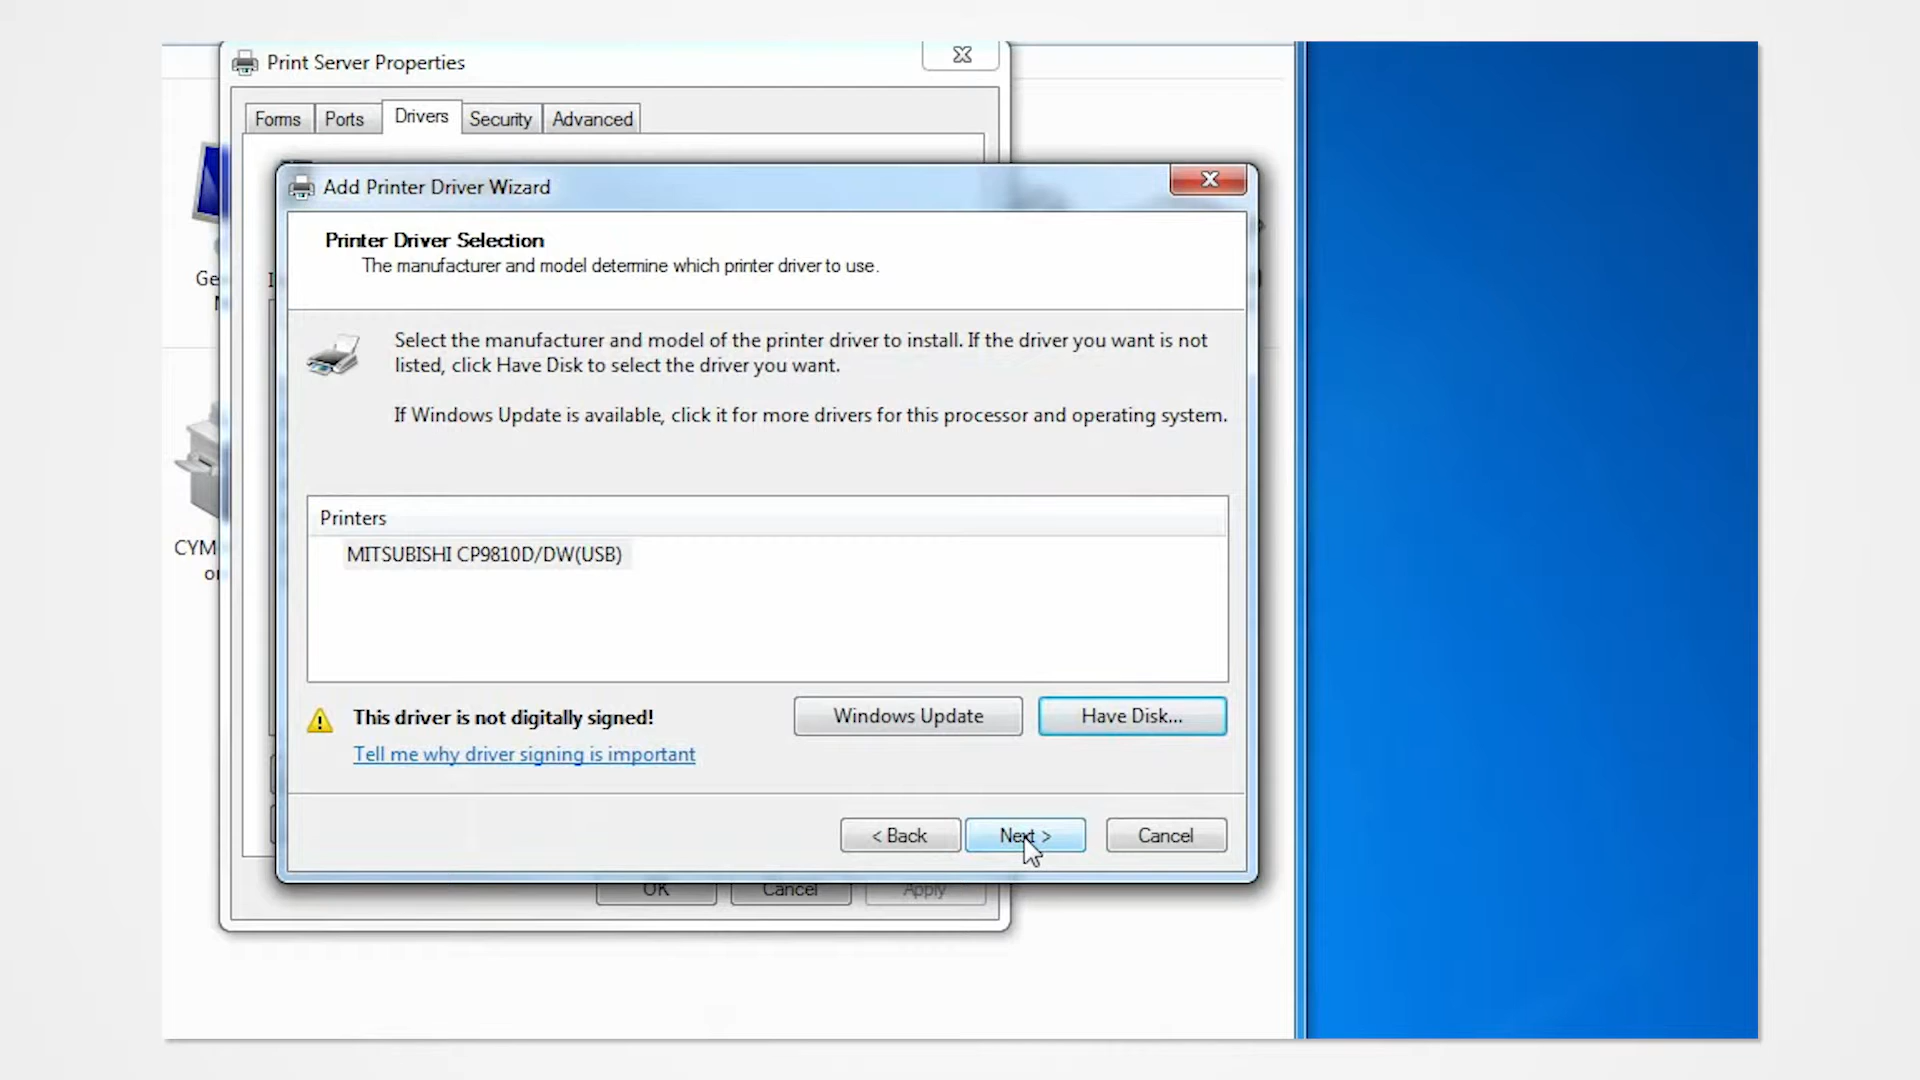 Print Server Properties
Forms
Ports
Drivers
Security
Advanced
Add Printer Driver Wizard
Printer Driver Selection
The manufacturer and model determine which printer driver to use.
Select the manufacturer and model of the printer driver to install. If the driver you want is not
listed, click Have Disk to select the driver you want.
If Windows Update is available, click it for more drivers for this processor and operating system.
Printers
MITSUBISHI CP9810D/DW(USB)
This driver is not digitally signed!
Windows Update
Have Disk...
Tell me why driver signing is important
< Back
Next >
Cancel
OK
Cancel
Apply
Ge
CYM